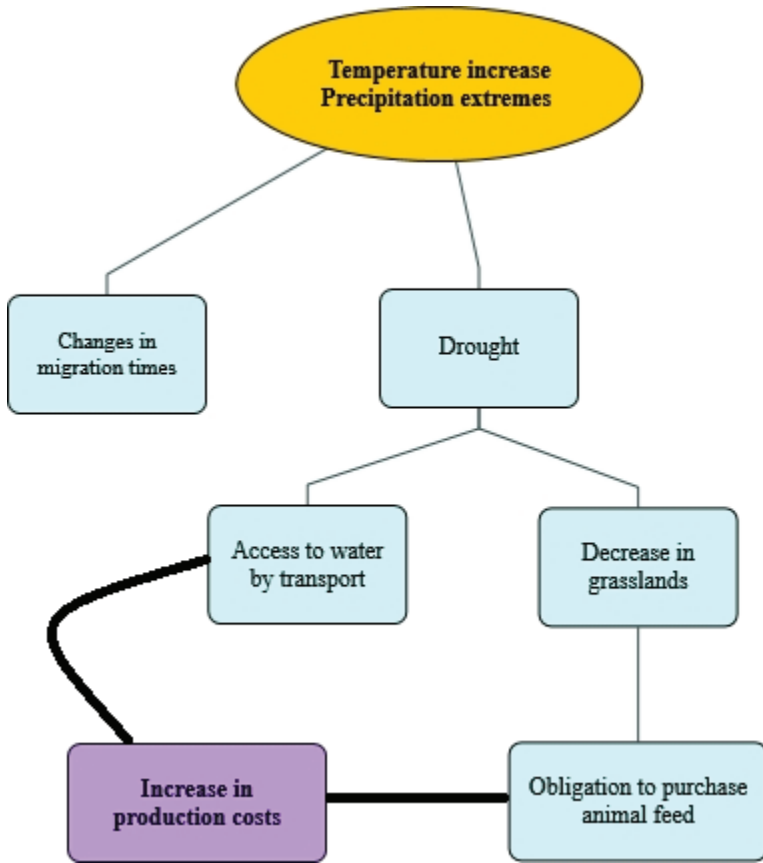 Temperature increase
Precipitation extremes
Changes in
migration times
Drought
Access to water
by transport
Decrease in
grasslands
Increase in
production costs
Obligation to purchase
animal feed